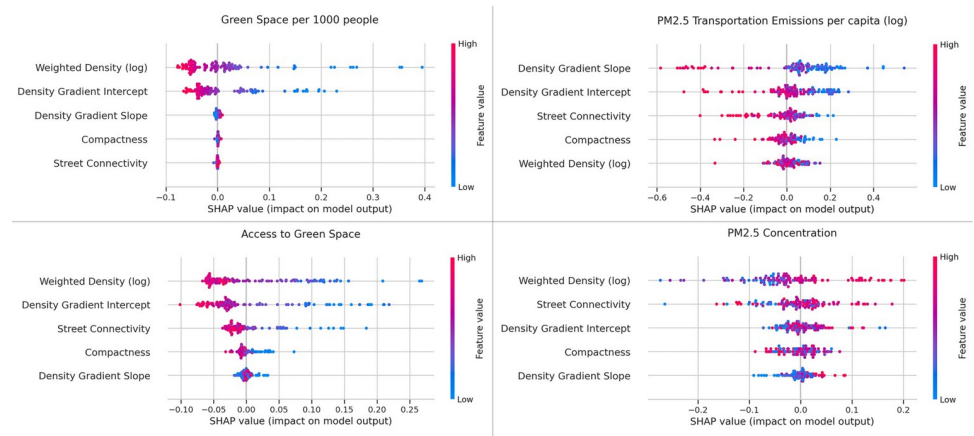 Green Space per 1000 people
High
Weighted Density (log)
Density Gradient Intercept
Density Gradient Slope
Compactness
Street Connectivity
Feature value
Low
−0.1 0.0 0.1 0.2 0.3 0.4
SHAP value (impact on model output)
PM2.5 Transportation Emissions per capita (log)
High
Density Gradient Slope
Density Gradient Intercept
Street Connectivity
Compactness
Weighted Density (log)
Feature value
Low
−0.6 −0.4 −0.2 0.0 0.2 0.4
SHAP value (impact on model output)
Access to Green Space
High
Weighted Density (log)
Density Gradient Intercept
Street Connectivity
Compactness
Density Gradient Slope
Feature value
Low
−0.10 −0.05 0.00 0.05 0.10 0.15 0.20 0.25
SHAP value (impact on model output)
PM2.5 Concentration
High
Weighted Density (log)
Street Connectivity
Density Gradient Intercept
Compactness
Density Gradient Slope
Feature value
Low
−0.2 −0.1 0.0 0.1 0.2
SHAP value (impact on model output)